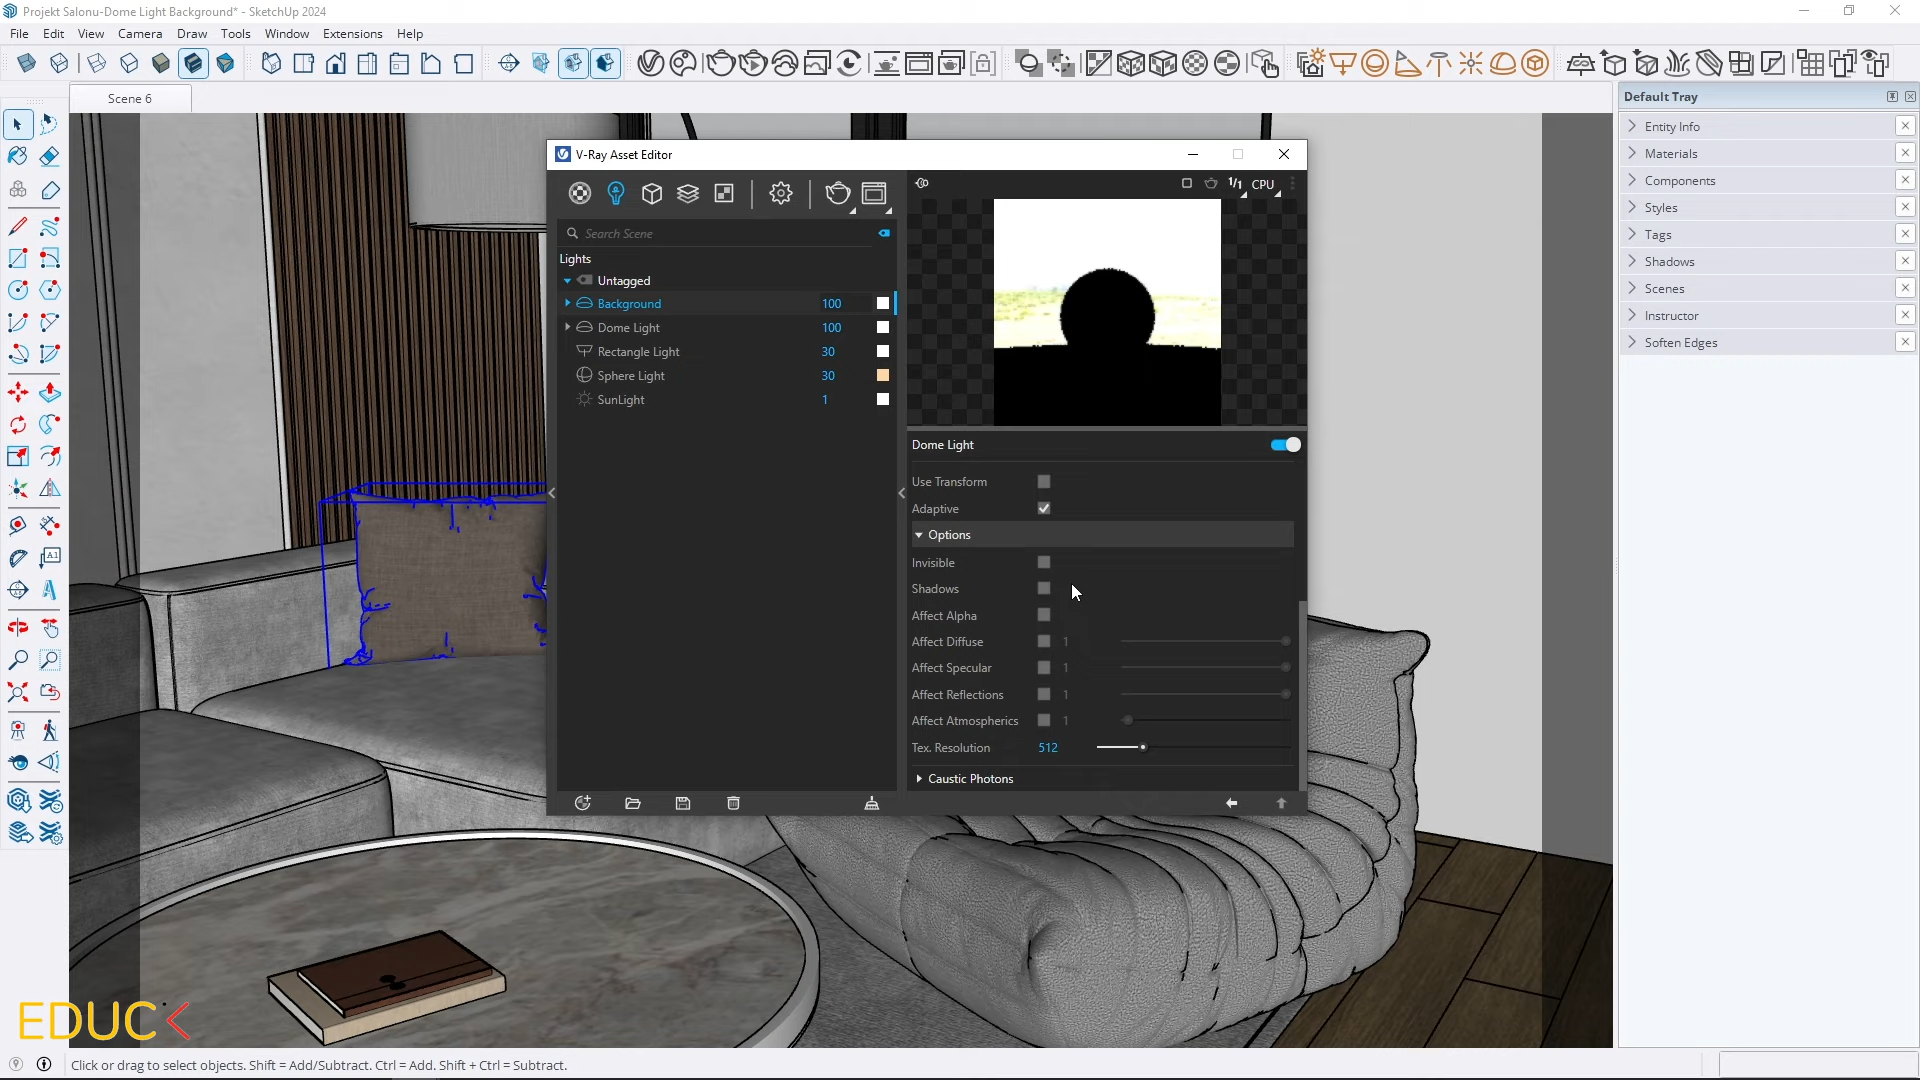 Projekt Salonu-Dome Light Background* - SketchUp 2024
File Edit View Camera Draw Tools Window Extensions Help
Scene 6
Default Tray
Entity Info
Materials
Components
Styles
Tags
Shadows
Scenes
Instructor
Soften Edges
V-Ray Asset Editor
Search Scene
Lights
Untagged
Background 100
Dome Light 100
Rectangle Light 30
Sphere Light 30
SunLight 1
1/1 CPU
Dome Light
Use Transform
Adaptive
Options
Invisible
Shadows
Affect Alpha
Affect Diffuse 1
Affect Specular 1
Affect Reflections 1
Affect Atmospherics 1
Tex. Resolution 512
Caustic Photons
A1
A
EDUC
Click or drag to select objects. Shift = Add/Subtract. Ctrl = Add. Shift + Ctrl = Subtract.